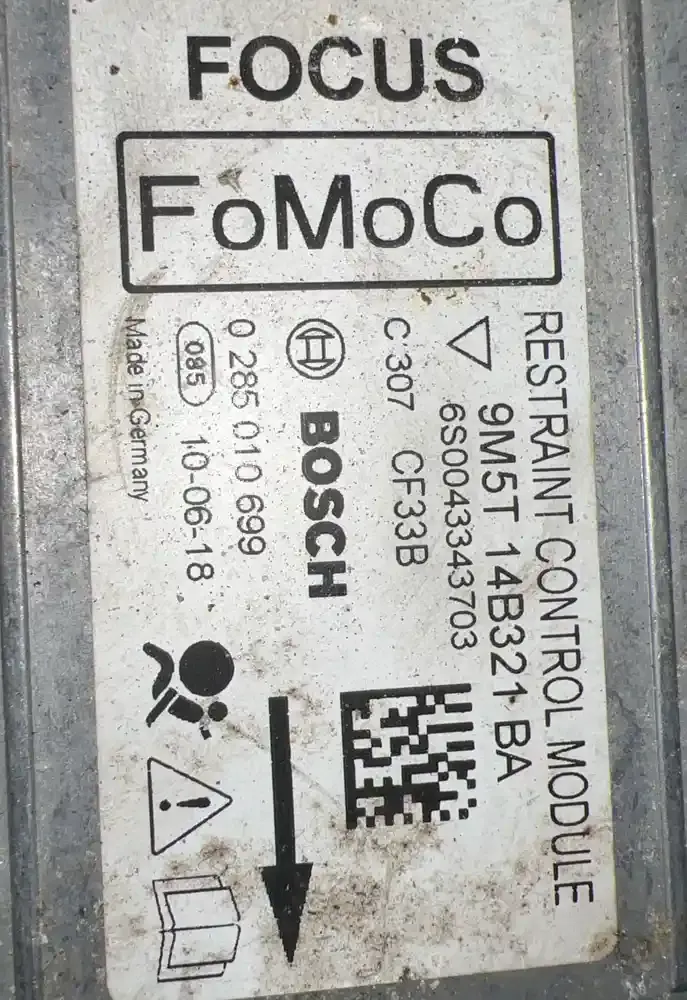 FOCUS
FoMoCo
RESTRAINT CONTROL MODULE
9M5T 14B321 BA
6S0043343703
C 307 CF33B
BOSCH
0 285 010 699
085 10-06-18
Made in Germany